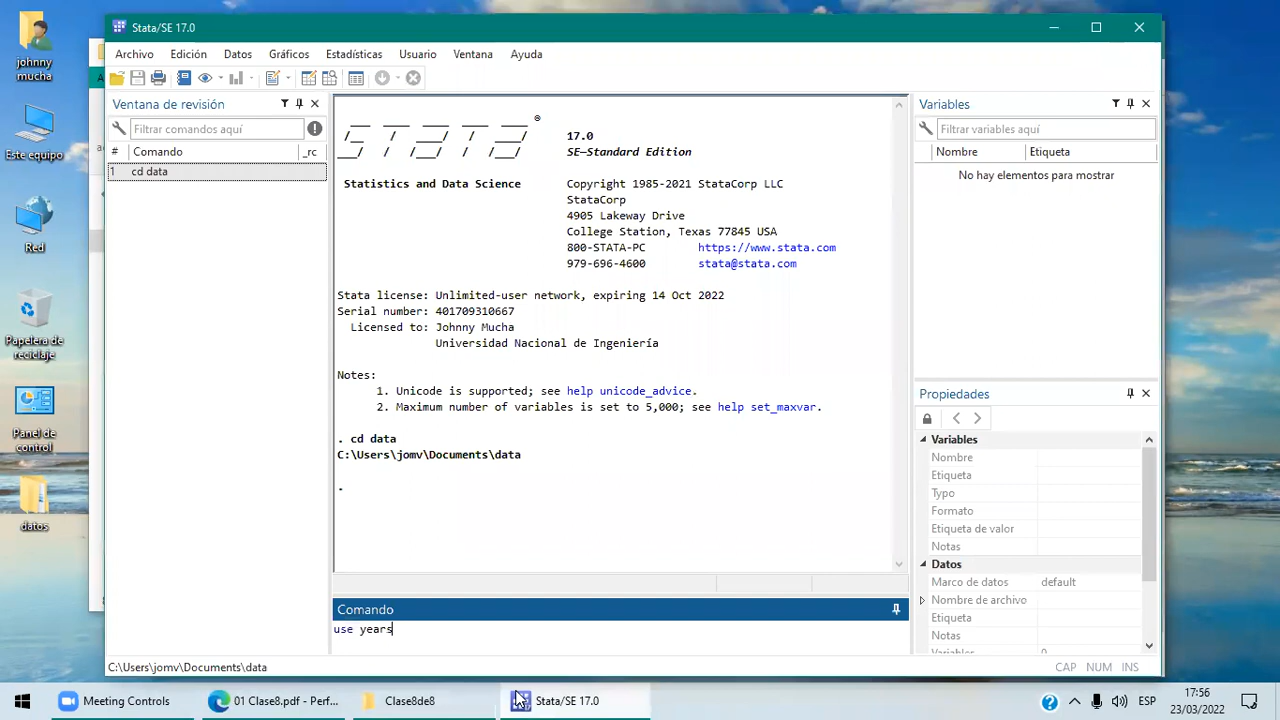 johnny
mucha
Este equipo
Red
Papelera de
reciclaje
Panel de
control
datos
Stata/SE 17.0
Archivo Edición Datos Gráficos Estadísticas Usuario Ventana Ayuda
Ventana de revisión
Filtrar comandos aquí
# Comando _rc
1 cd data
®
17.0
SE—Standard Edition
Statistics and Data Science Copyright 1985-2021 StataCorp LLC
StataCorp
4905 Lakeway Drive
College Station, Texas 77845 USA
800-STATA-PC https://www.stata.com
979-696-4600 stata@stata.com
Stata license: Unlimited-user network, expiring 14 Oct 2022
Serial number: 401709310667
Licensed to: Johnny Mucha
Universidad Nacional de Ingeniería
Notes:
1. Unicode is supported; see help unicode_advice.
2. Maximum number of variables is set to 5,000; see help set_maxvar.
. cd data
C:\Users\jomv\Documents\data
.
Comando
use years
Variables
Filtrar variables aquí
Nombre Etiqueta
No hay elementos para mostrar
Propiedades
Variables
Nombre
Etiqueta
Typo
Formato
Etiqueta de valor
Notas
Datos
Marco de datos default
Nombre de archivo
Etiqueta
Notas
Variables 0
C:\Users\jomv\Documents\data
CAP NUM INS
Meeting Controls
01 Clase8.pdf - Perf...
Clase8de8
Stata/SE 17.0
ESP
17:56
23/03/2022